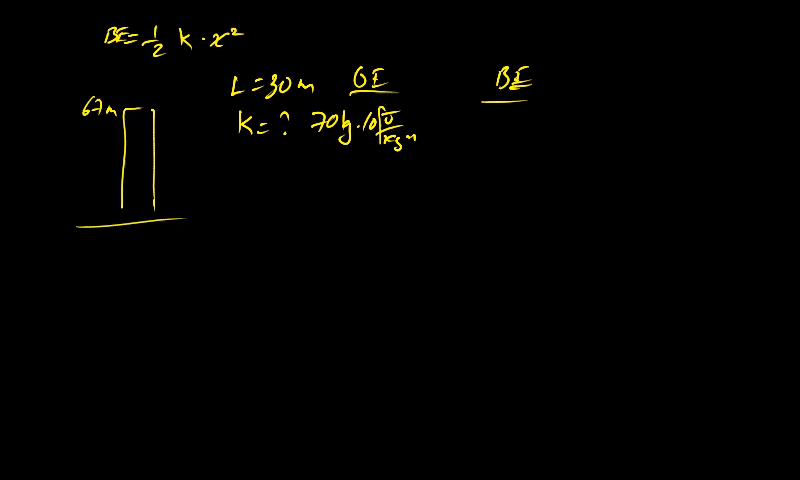 BE = 1/2 k · x²
L = 30 m GE BE
67 m
K = ? 70 kg · 10 J/kg m